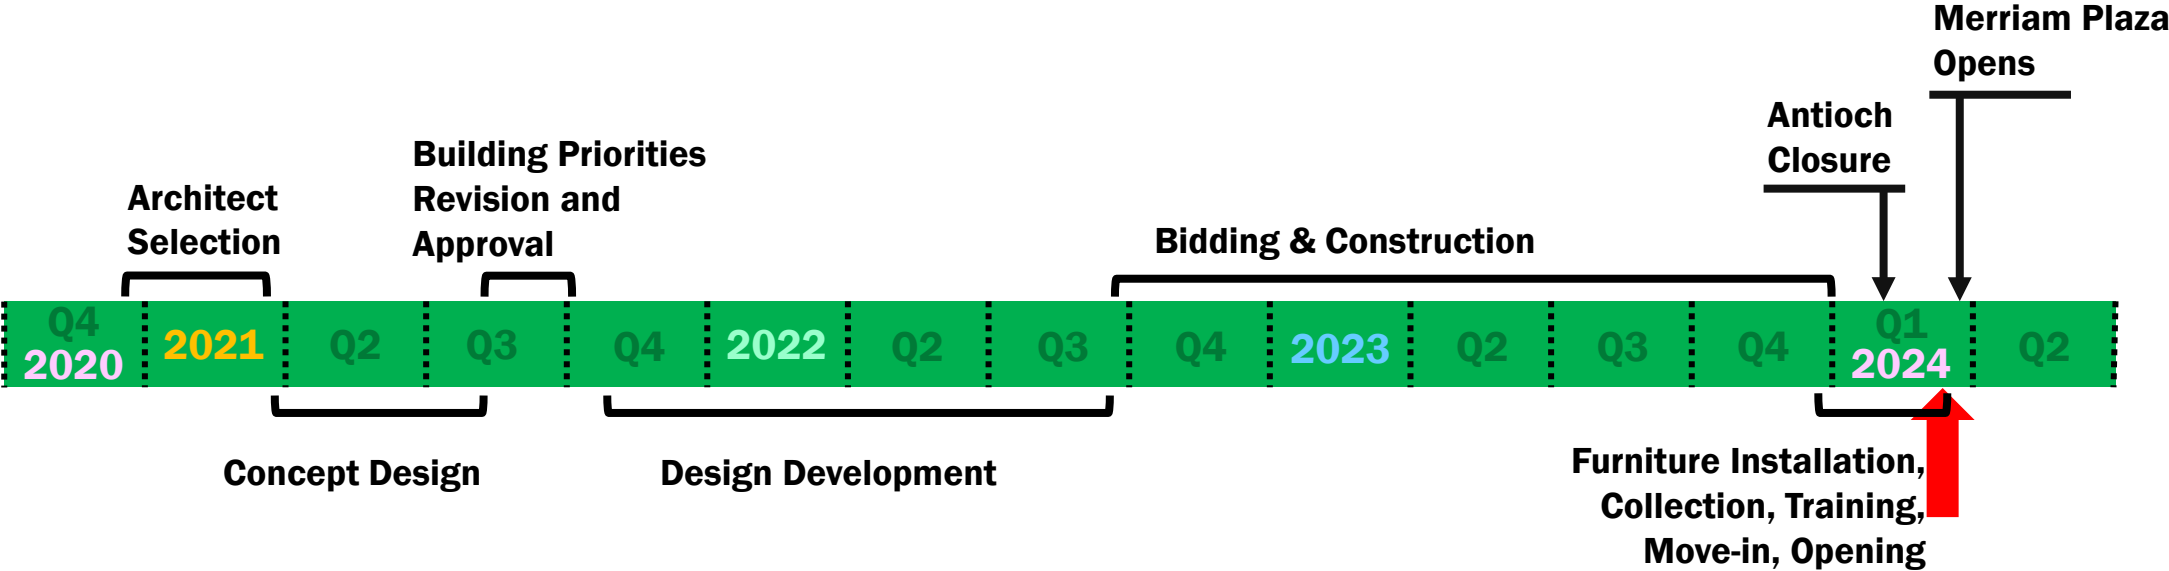 Merriam Plaza
Opens
Antioch
Closure
Building Priorities
Revision and
Approval
Architect
Selection
Bidding & Construction
Q4
2020
2021
Q2
Q3
Q4
2022
Q2
Q3
Q4
2023
Q2
Q3
Q4
Q1
2024
Q2
Concept Design
Design Development
Furniture Installation,
Collection, Training,
Move-in, Opening